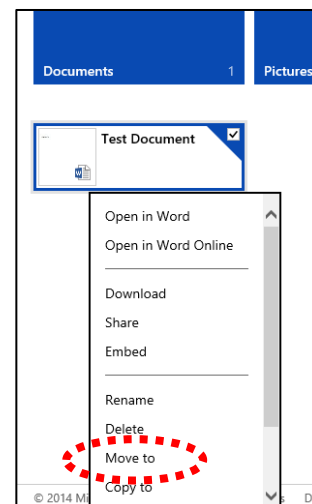 Documents 1 Pictures
Test Document
Open in Word
Open in Word Online
Download
Share
Embed
Rename
Delete
Move to
Copy to
© 2014 Mi s D